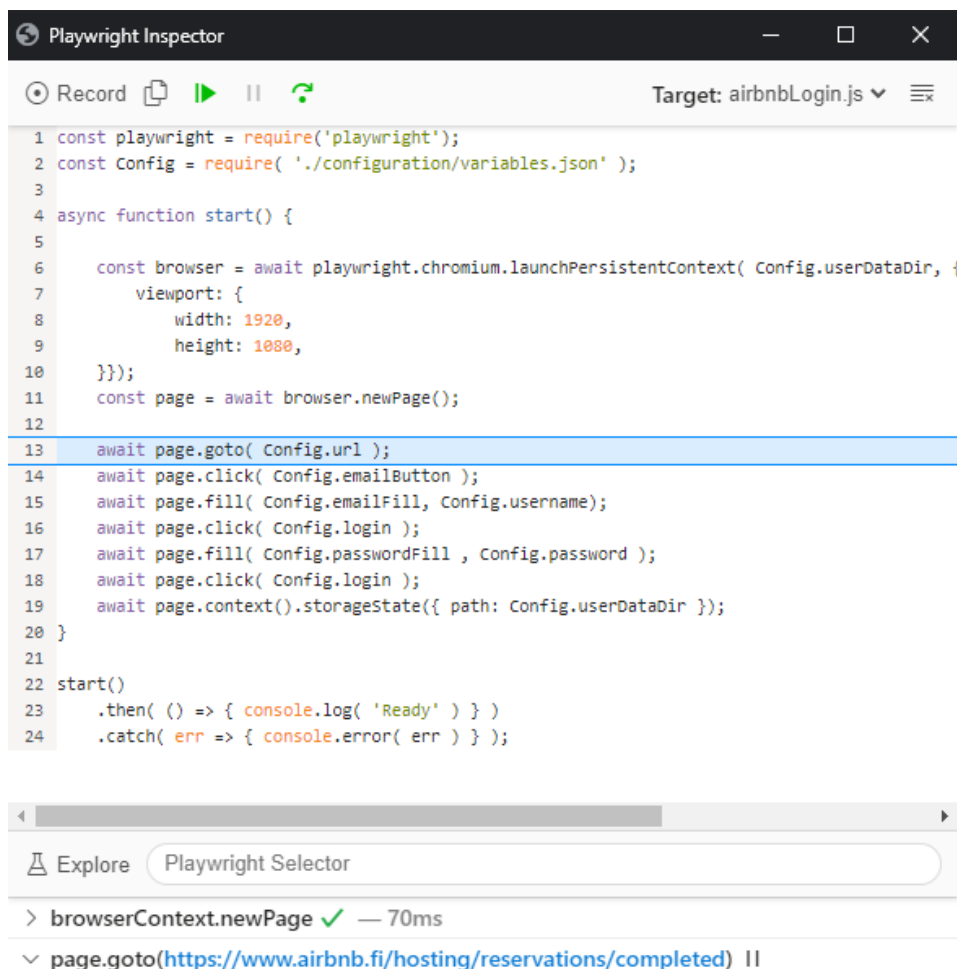 Playwright Inspector
Record Target: airbnbLogin.js
1 const playwright = require('playwright');
2 const Config = require( './configuration/variables.json' );
3
4 async function start() {
5
6     const browser = await playwright.chromium.launchPersistentContext( Config.userDataDir, {
7         viewport: {
8             width: 1920,
9             height: 1080,
10     }});
11     const page = await browser.newPage();
12
13     await page.goto( Config.url );
14     await page.click( Config.emailButton );
15     await page.fill( Config.emailFill, Config.username);
16     await page.click( Config.login );
17     await page.fill( Config.passwordFill , Config.password );
18     await page.click( Config.login );
19     await page.context().storageState({ path: Config.userDataDir });
20 }
21
22 start()
23     .then( () => { console.log( 'Ready' ) } )
24     .catch( err => { console.error( err ) } );
Explore Playwright Selector
browserContext.newPage ✓ — 70ms
page.goto(https://www.airbnb.fi/hosting/reservations/completed)